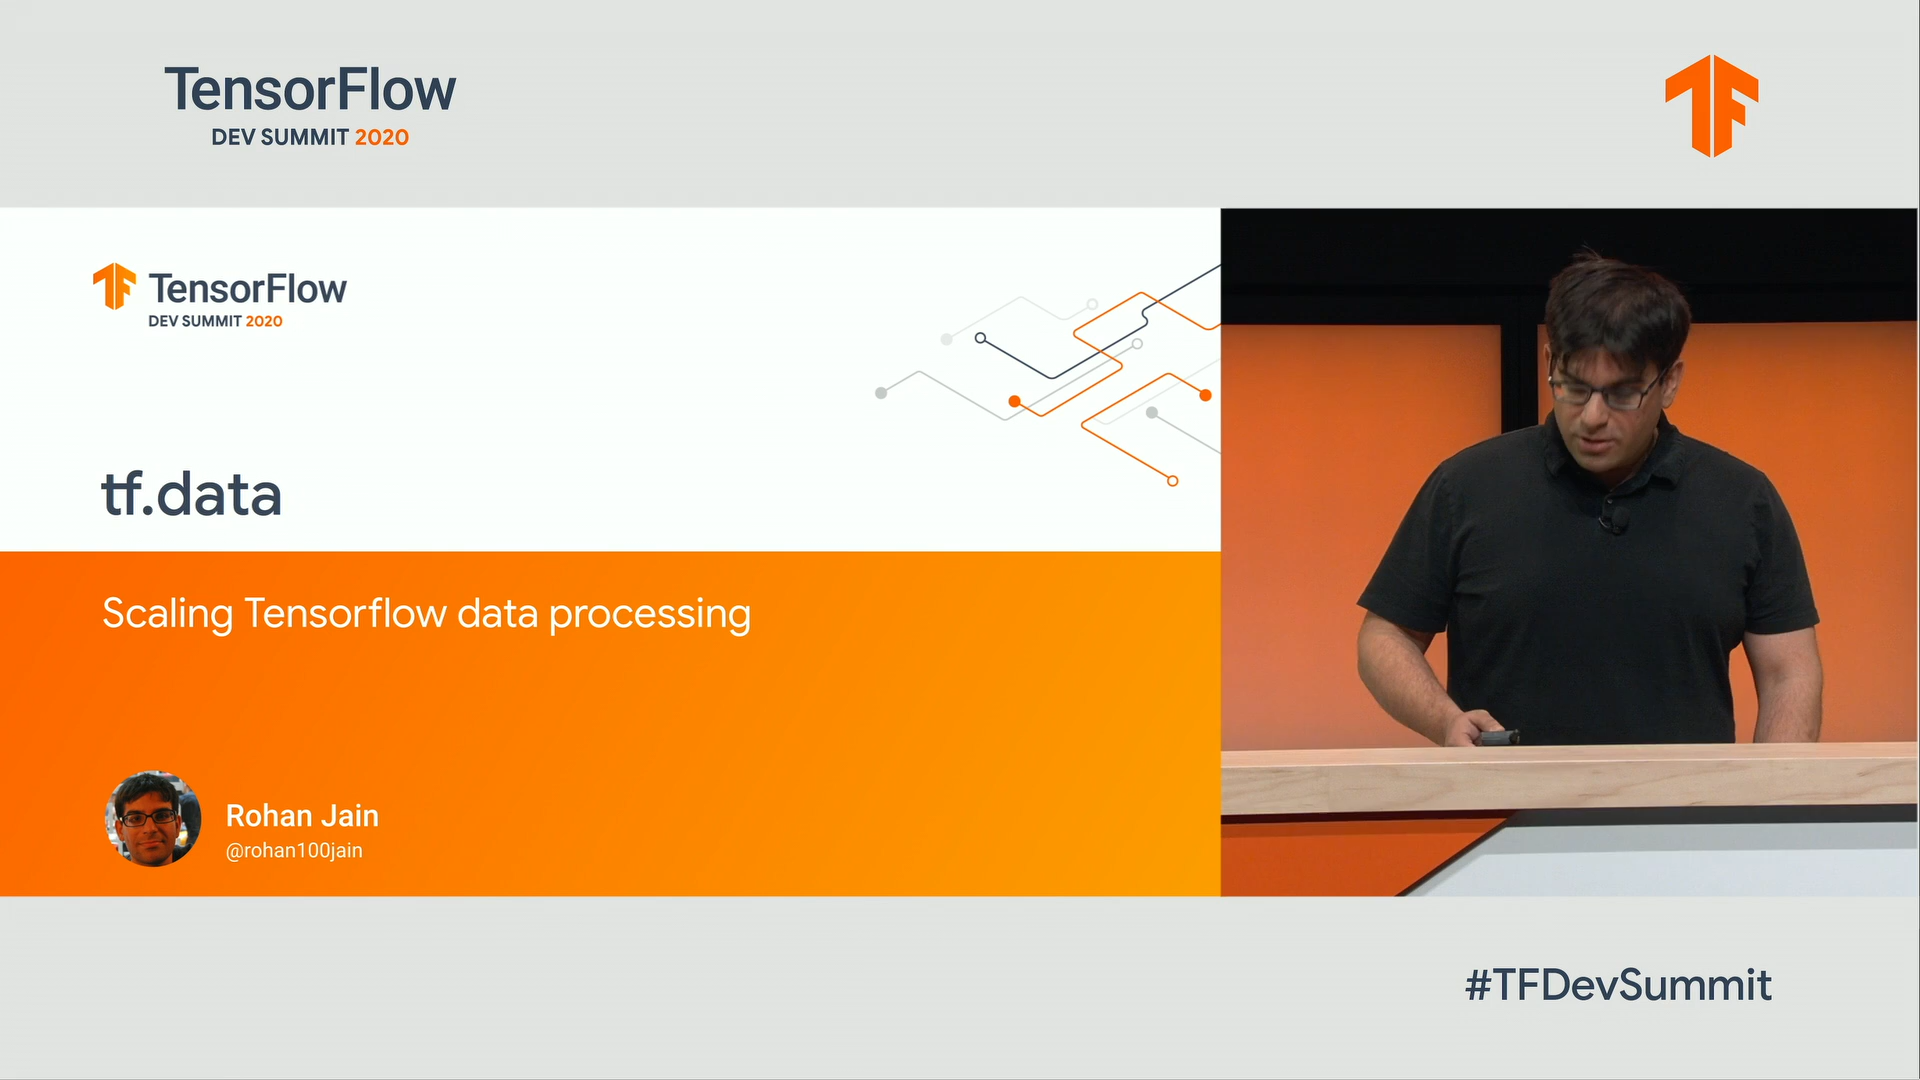 TensorFlow
DEV SUMMIT 2020
TensorFlow
DEV SUMMIT 2020
tf.data
Scaling Tensorflow data processing
Rohan Jain
@rohan100jain
#TFDevSummit